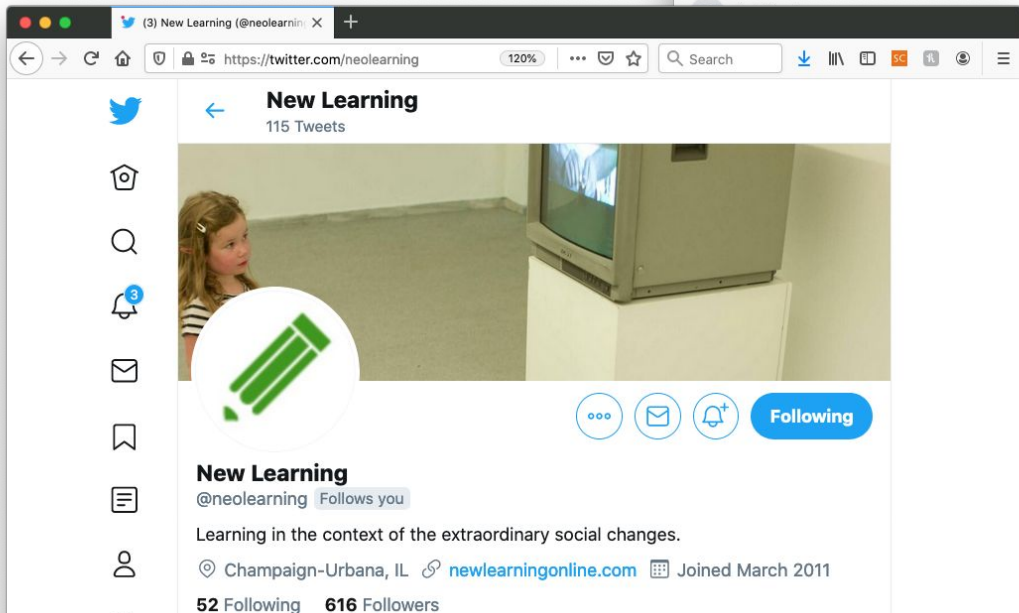 (3) New Learning (@neolearnin
https://twitter.com/neolearning
120%
Search
SC
New Learning
115 Tweets
3
Following
New Learning
@neolearning Follows you
Learning in the context of the extraordinary social changes.
Champaign-Urbana, IL newlearningonline.com Joined March 2011
52 Following 616 Followers